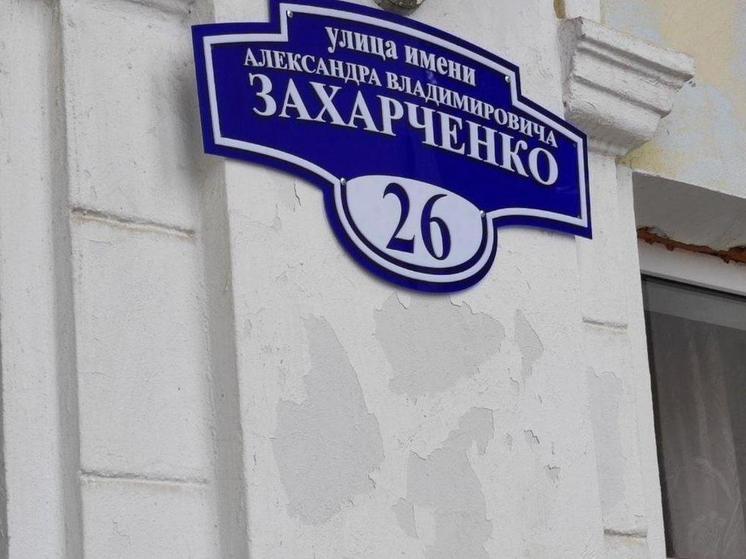 улица имени
АЛЕКСАНДРА ВЛАДИМИРОВИЧА
ЗАХАРЧЕНКО
26